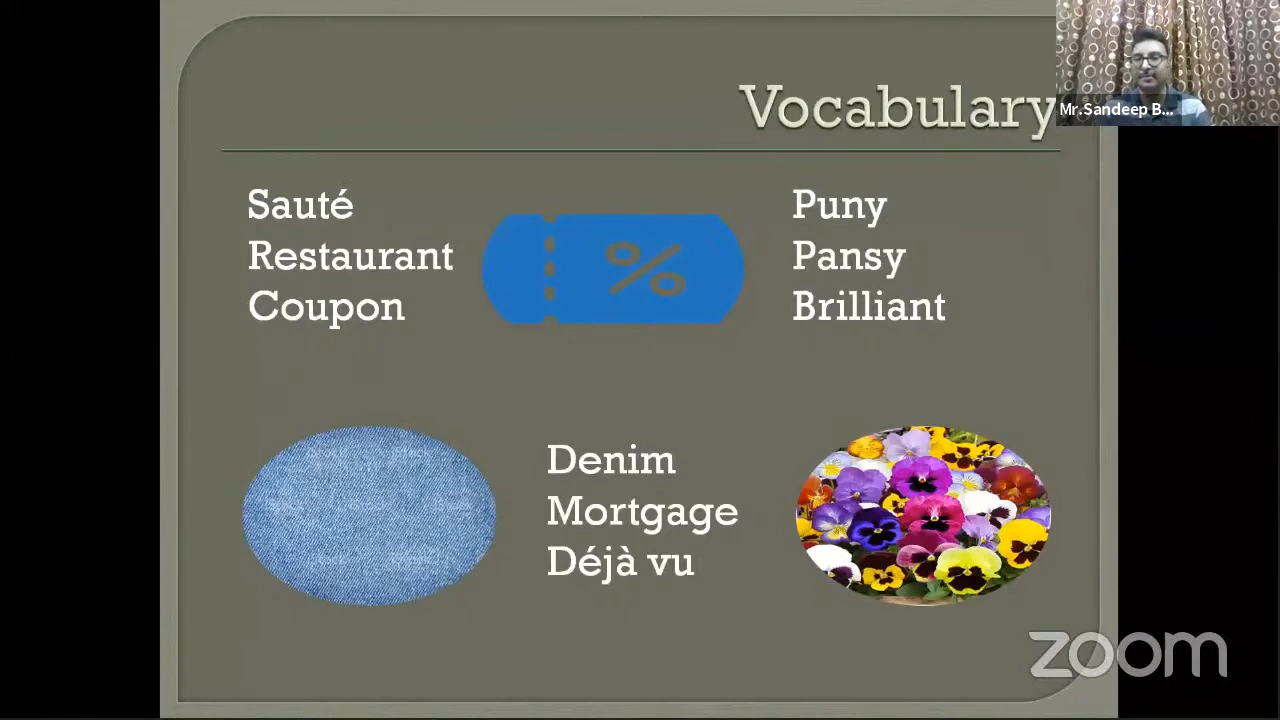 Vocabulary
Mr.Sandeep B...
Sauté
Restaurant
Coupon
%
Puny
Pansy
Brilliant
Denim
Mortgage
Déjà vu
zoom